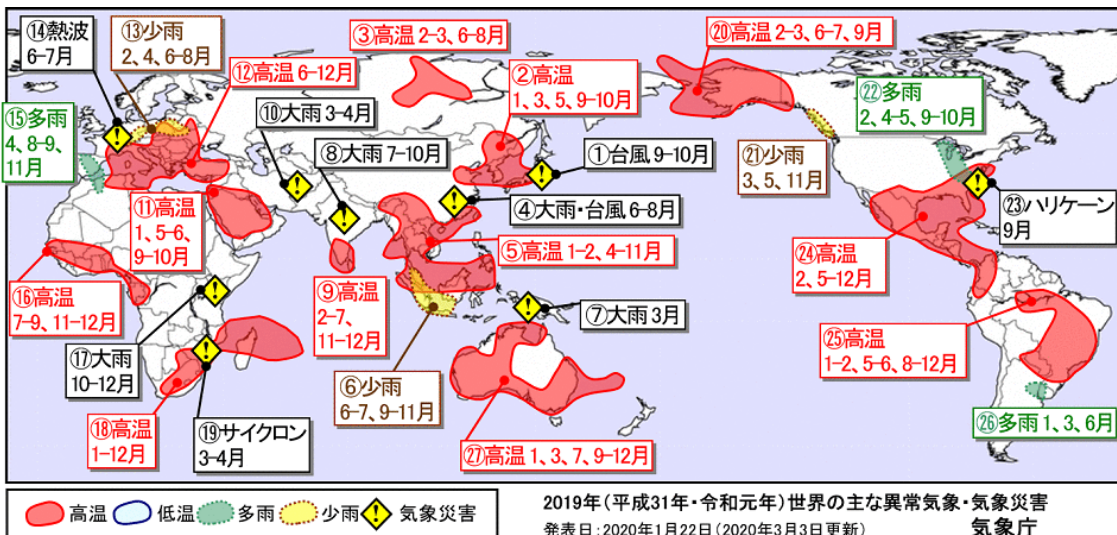 ⑭熱波
6-7月
⑬少雨
2、4、6-8月
③高温 2-3、6-8月
⑳高温 2-3、6-7、9月
⑫高温 6-12月
②高温
1、3、5、9-10月
㉒多雨
2、4-5、9-10月
⑮多雨
4、8-9、
11月
⑩大雨 3-4月
⑧大雨 7-10月
①台風 9-10月
㉑少雨
3、5、11月
⑪高温
1、5-6、
9-10月
④大雨・台風 6-8月
㉓ハリケーン
9月
⑤高温 1-2、4-11月
㉔高温
2、5-12月
⑯高温
7-9、11-12月
⑨高温
2-7、
11-12月
⑦大雨 3月
㉕高温
1-2、5-6、8-12月
⑰大雨
10-12月
⑥少雨
6-7、9-11月
⑱高温
1-12月
⑲サイクロン
3-4月
㉗高温 1、3、7、9-12月
㉖多雨 1、3、6月
高温 低温 多雨 少雨 気象災害
2019年(平成31年・令和元年)世界の主な異常気象・気象災害
発表日:2020年1月22日(2020年3月3日更新) 気象庁